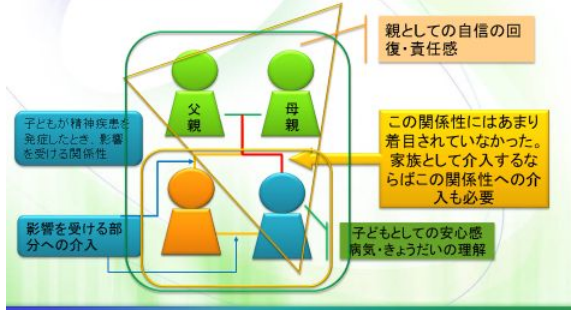 親としての自信の回
復・責任感
父
親
母
親
子どもが精神疾患を
発症したとき、影響
を受ける関係性
この関係性にはあまり
着目されていなかった。
家族として介入するな
らばこの関係性への介
入も必要
影響を受ける部
分への介入
子どもとしての安心感
病気・きょうだいの理解